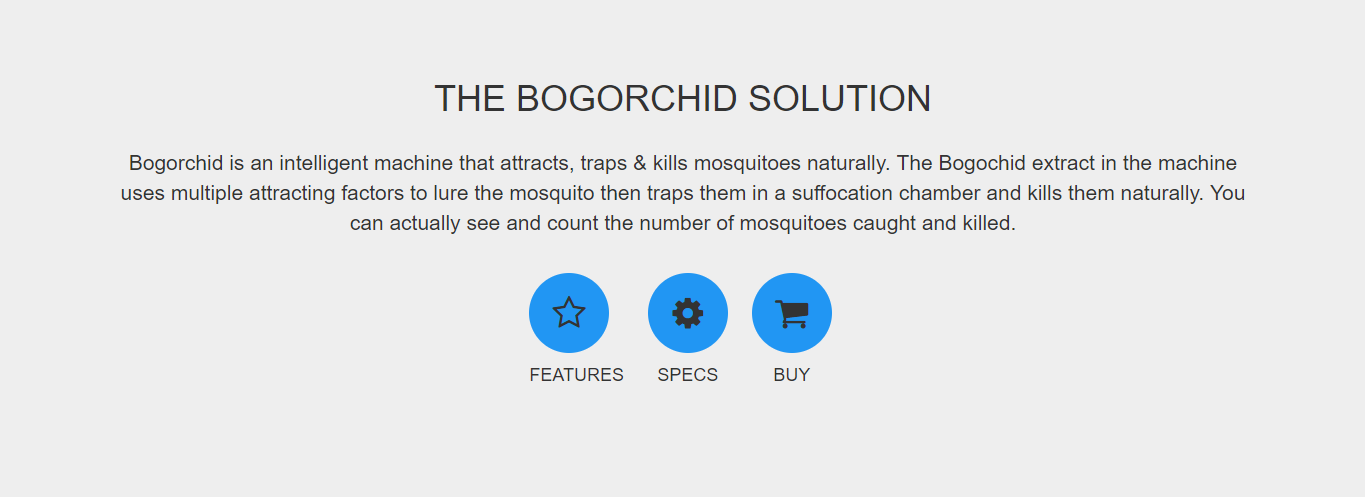 THE BOGORCHID SOLUTION
Bogorchid is an intelligent machine that attracts, traps & kills mosquitoes naturally. The Bogochid extract in the machine
uses multiple attracting factors to lure the mosquito then traps them in a suffocation chamber and kills them naturally. You
can actually see and count the number of mosquitoes caught and killed.
FEATURES SPECS BUY